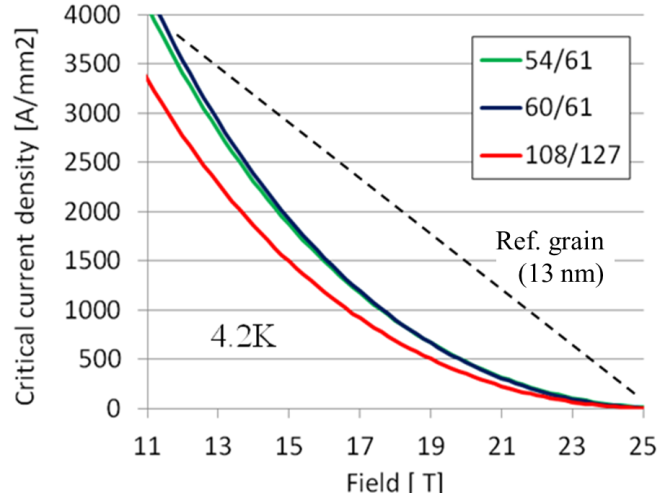 4000
3500
3000
2500
2000
1500
1000
500
0
Critical current density [A/mm2]
54/61
60/61
108/127
Ref. grain
(13 nm)
4.2K
11 13 15 17 19 21 23 25
Field [ T]